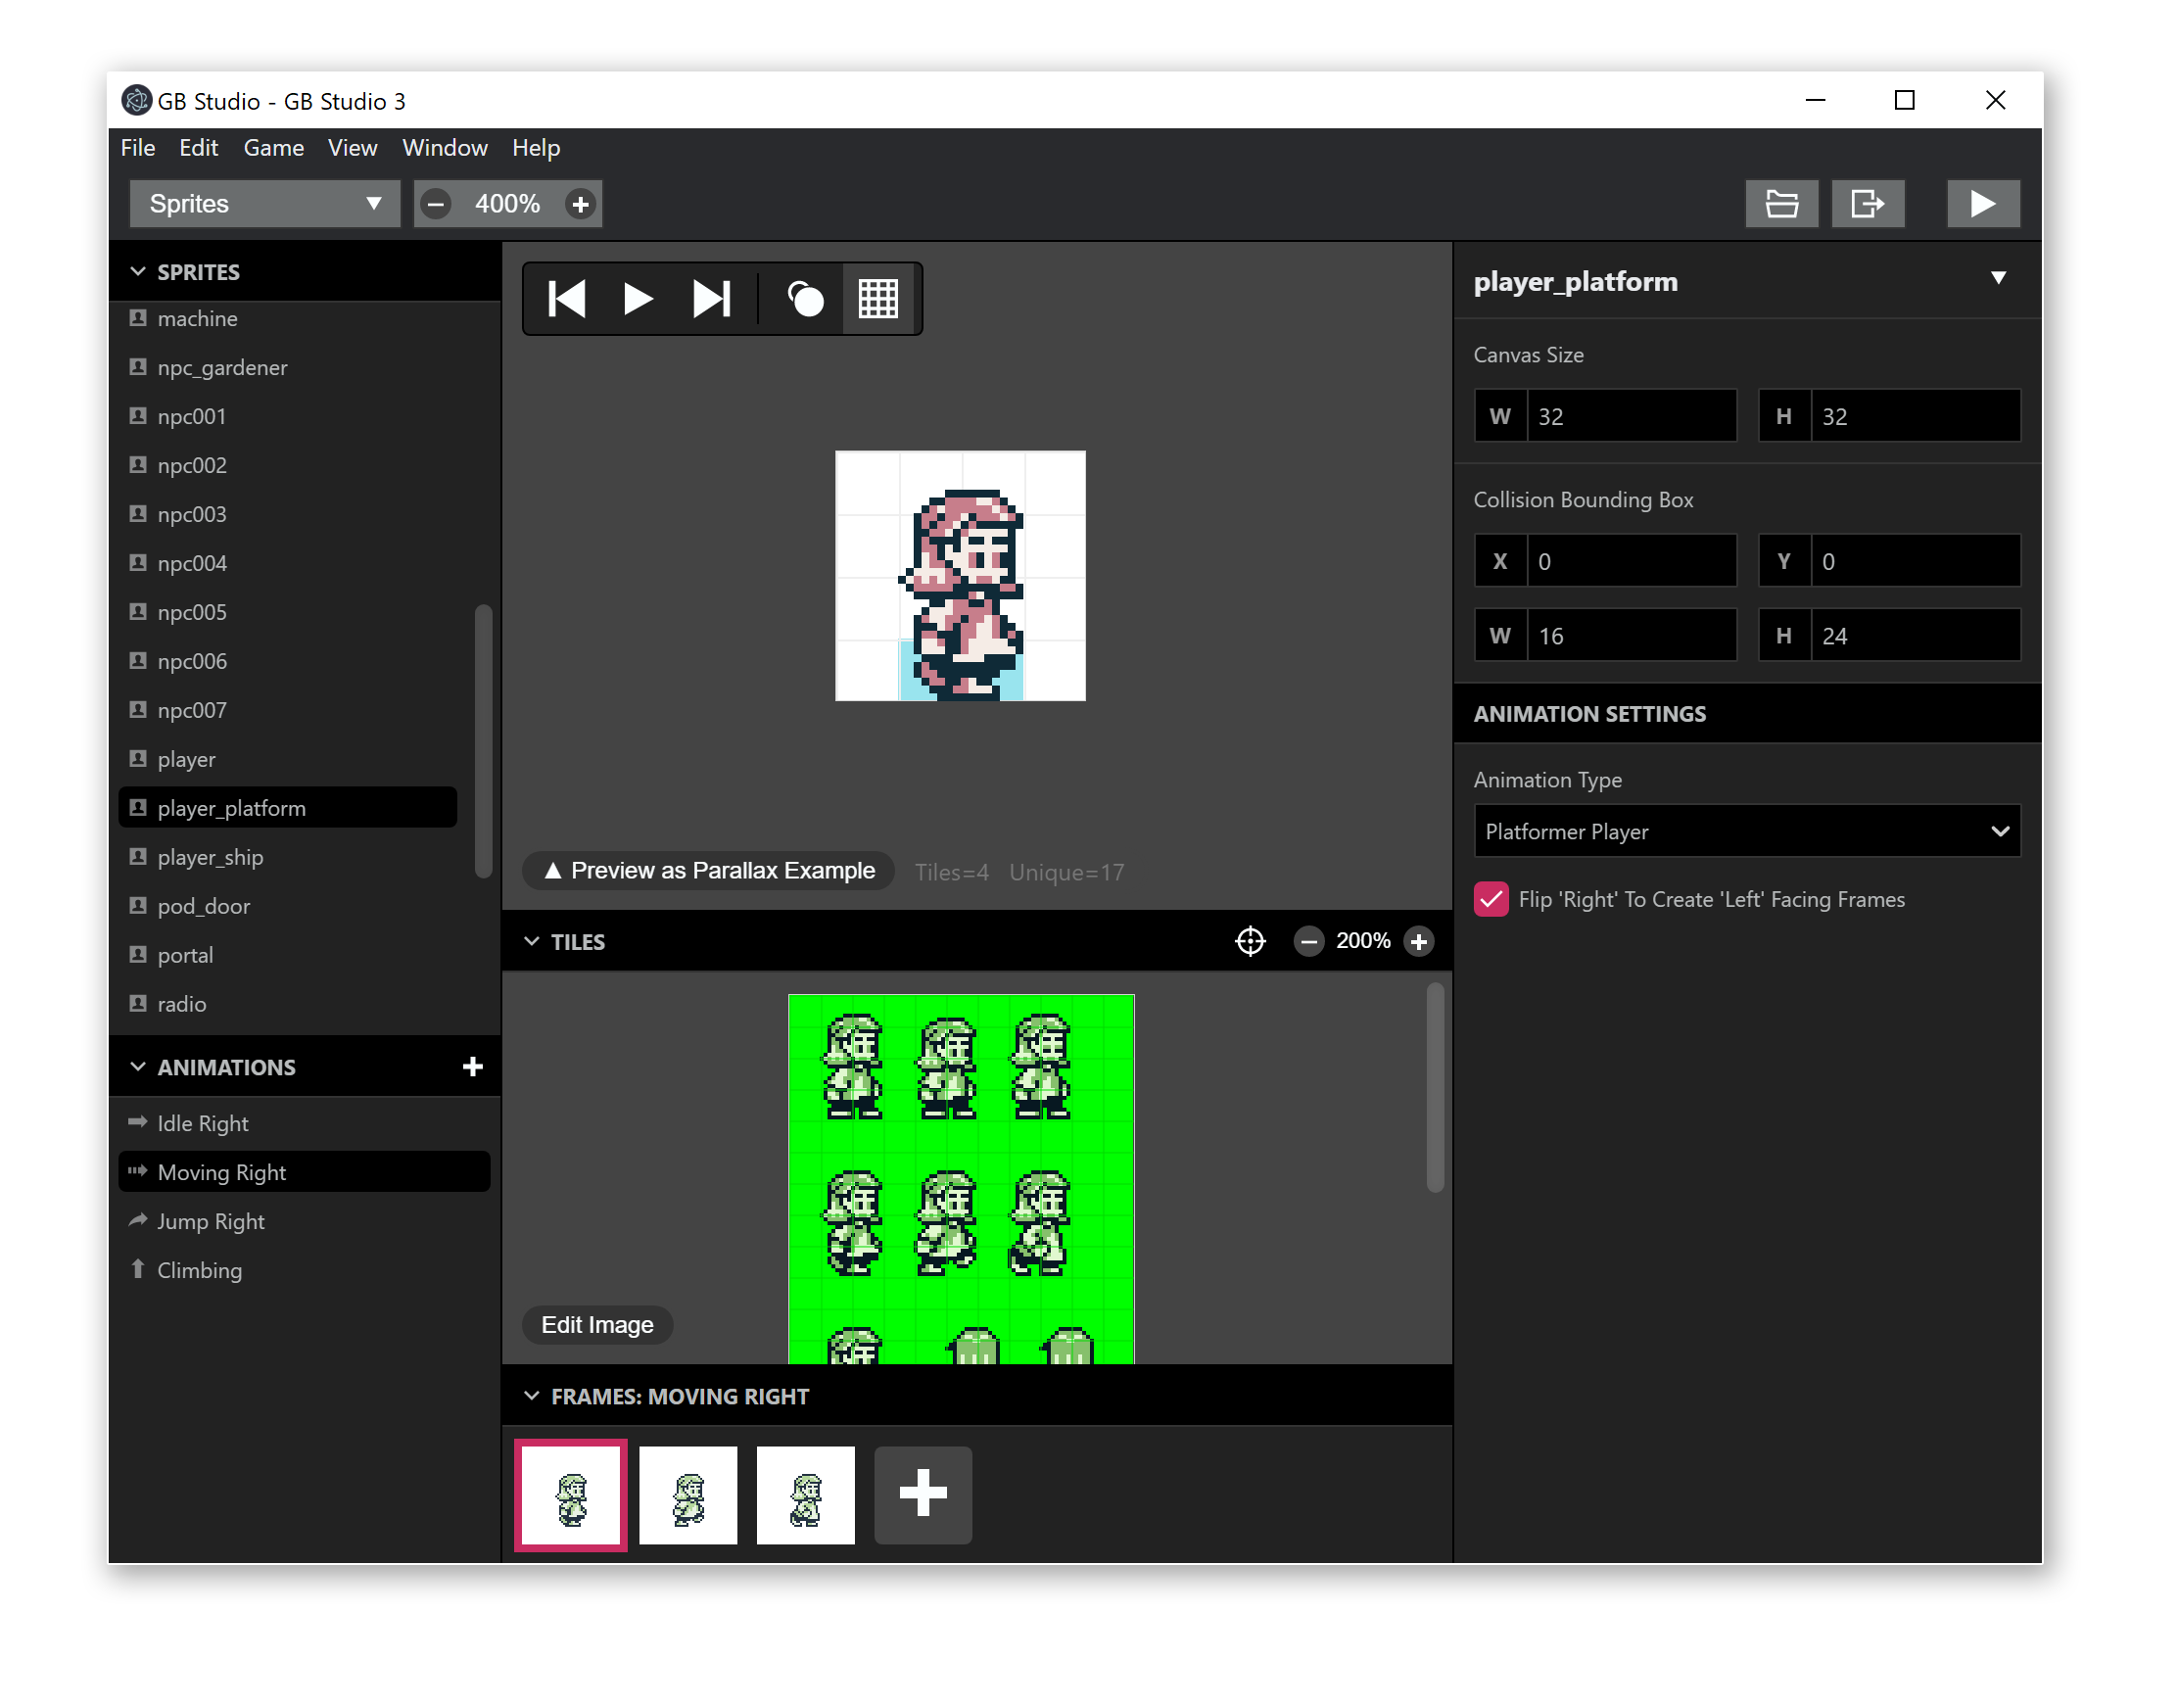 GB Studio - GB Studio 3
File Edit Game View Window Help
Sprites
400%
SPRITES
machine
npc_gardener
npc001
npc002
npc003
npc004
npc005
npc006
npc007
player
player_platform
player_ship
pod_door
portal
radio
ANIMATIONS
Idle Right
Moving Right
Jump Right
Climbing
Preview as Parallax Example
Tiles=4 Unique=17
TILES
200%
Edit Image
FRAMES: MOVING RIGHT
player_platform
Canvas Size
W 32 H 32
Collision Bounding Box
X 0 Y 0
W 16 H 24
ANIMATION SETTINGS
Animation Type
Platformer Player
Flip 'Right' To Create 'Left' Facing Frames